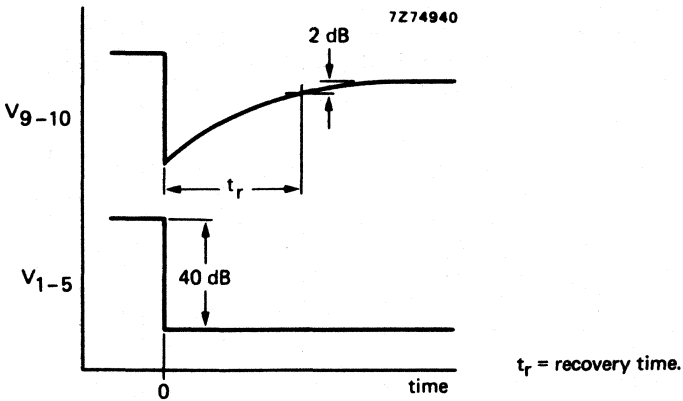 7Z74940
2 dB
V9–10
tr
V1–5
40 dB
0
time
tr = recovery time.